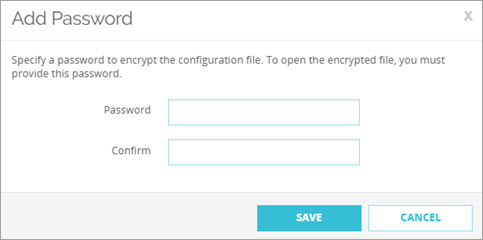 Add Password
x
Specify a password to encrypt the configuration file. To open the encrypted file, you must
provide this password.
Password
Confirm
SAVE
CANCEL